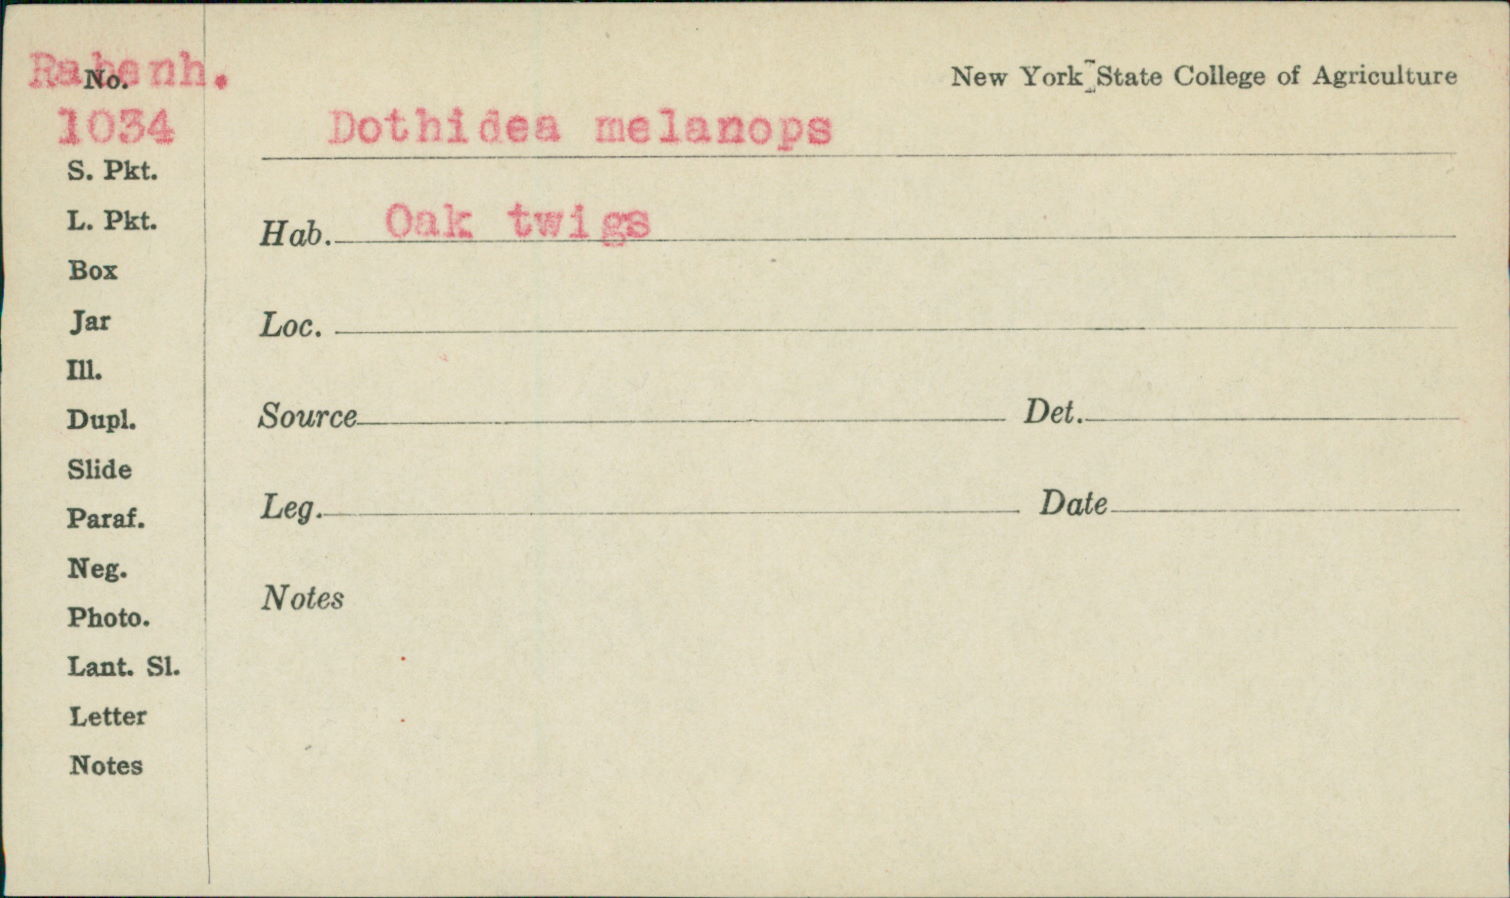 Rabenh.
No.
New York State College of Agriculture
1034
Dothidea melanops
S. Pkt.
L. Pkt.
Hab. Oak twigs
Box
Jar
Loc.
Ill.
Dupl.
Source Det.
Slide
Paraf.
Leg. Date
Neg.
Photo.
Notes
Lant. Sl.
Letter
Notes